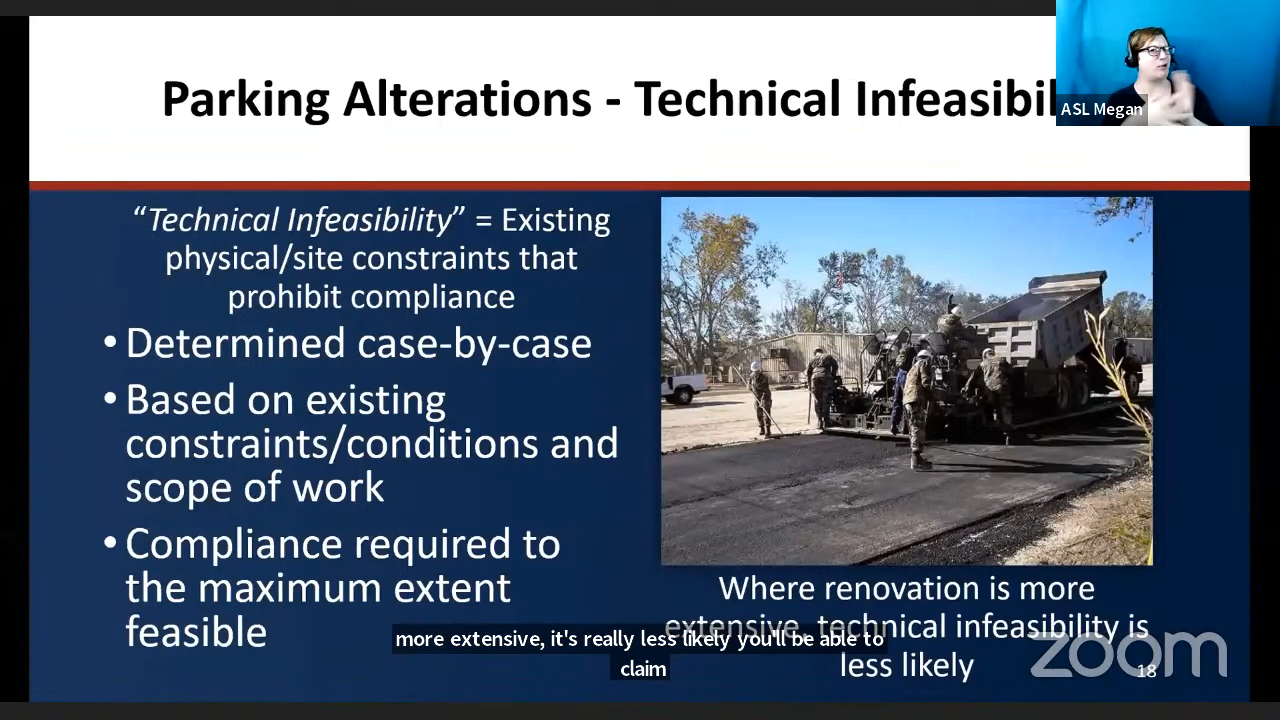 Parking Alterations - Technical Infeasibil
ASL Megan
“Technical Infeasibility” = Existing
physical/site constraints that
prohibit compliance
• Determined case-by-case
• Based on existing
constraints/conditions and
scope of work
• Compliance required to
the maximum extent
feasible
Where renovation is more
extensive, technical infeasibility is
less likely
more extensive, it's really less likely you'll be able to
claim
zoom
18